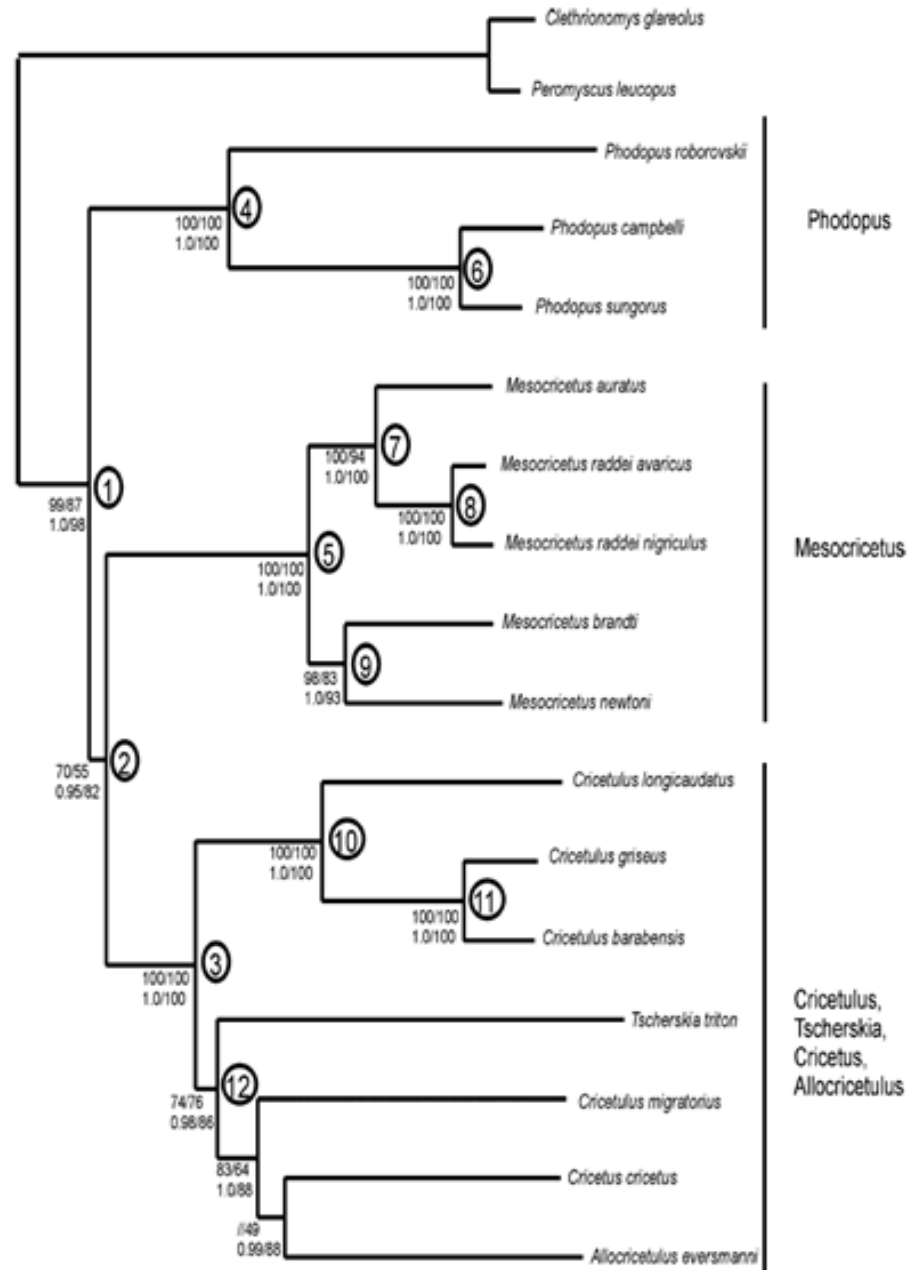 Clethrionomys glareolus
Peromyscus leucopus
Phodopus roborovskii
4
100/100
1.0/100
Phodopus
Phodopus campbelli
6
100/100
1.0/100
Phodopus sungorus
Mesocricetus auratus
7
100/94
1.0/100
Mesocricetus raddei avaricus
1
99/87
1.0/98
8
100/100
1.0/100
Mesocricetus raddei nigriculus
Mesocricetus
5
100/100
1.0/100
Mesocricetus brandti
9
98/83
1.0/93
Mesocricetus newtoni
2
70/55
0.95/82
Cricetulus longicaudatus
10
100/100
1.0/100
Cricetulus griseus
11
100/100
1.0/100
Cricetulus barabensis
3
100/100
1.0/100
Cricetulus,
Tscherskia,
Cricetus,
Allocricetulus
Tscherskia triton
12
74/76
0.98/86
Cricetulus migratorius
83/64
1.0/88
Cricetus cricetus
//49
0.99/88
Allocricetulus eversmanni